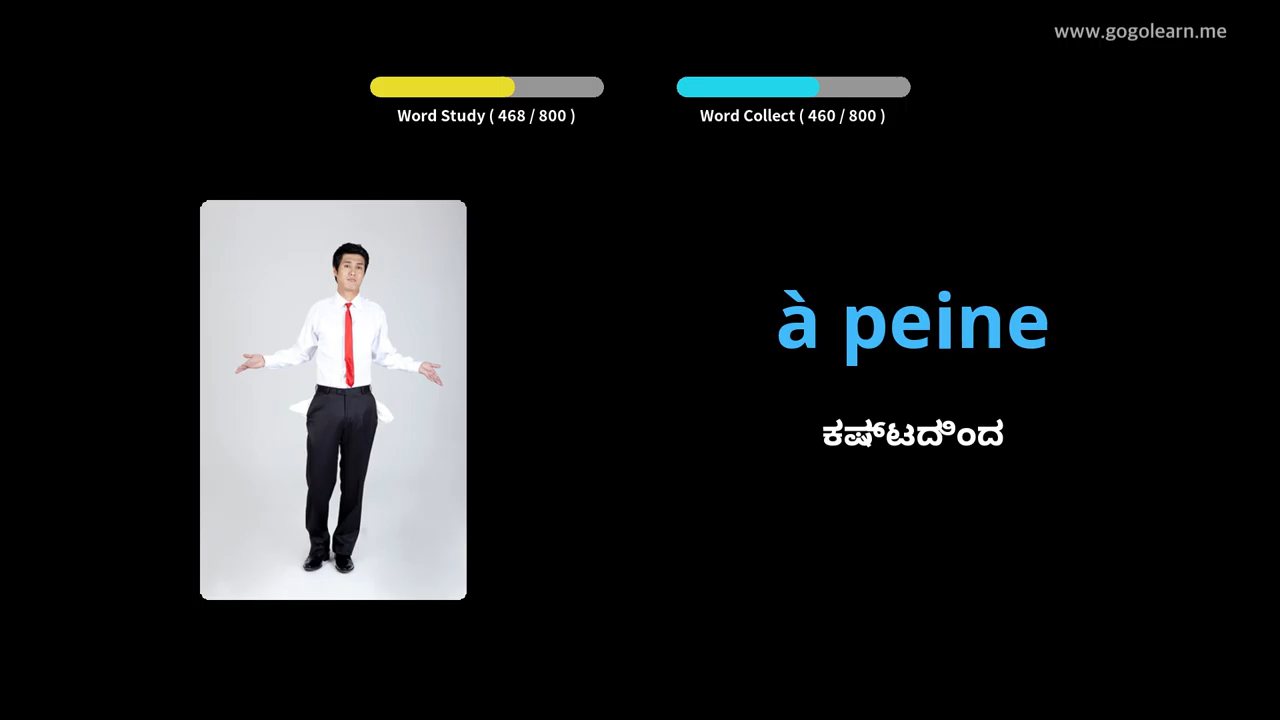 www.gogolearn.me
Word Study ( 468 / 800 )
Word Collect ( 460 / 800 )
à peine
ಕಷ್ಟದಿಂದ